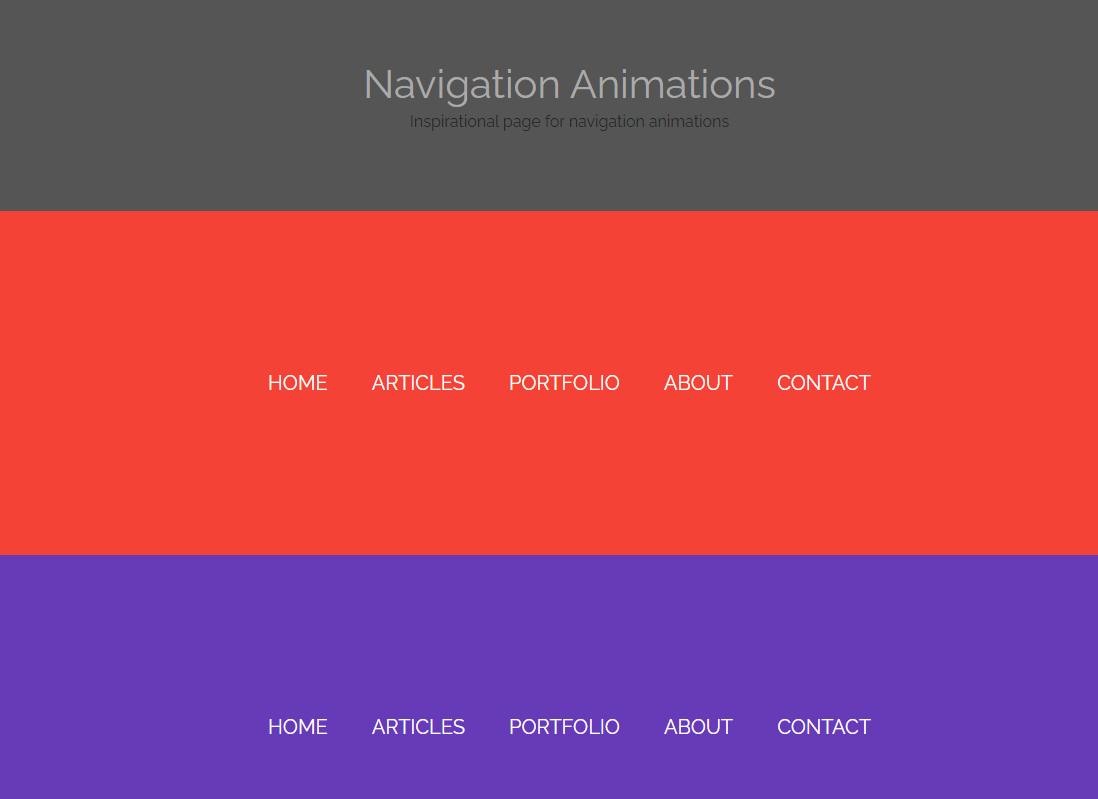 Navigation Animations
Inspirational page for navigation animations
HOME ARTICLES PORTFOLIO ABOUT CONTACT
HOME ARTICLES PORTFOLIO ABOUT CONTACT